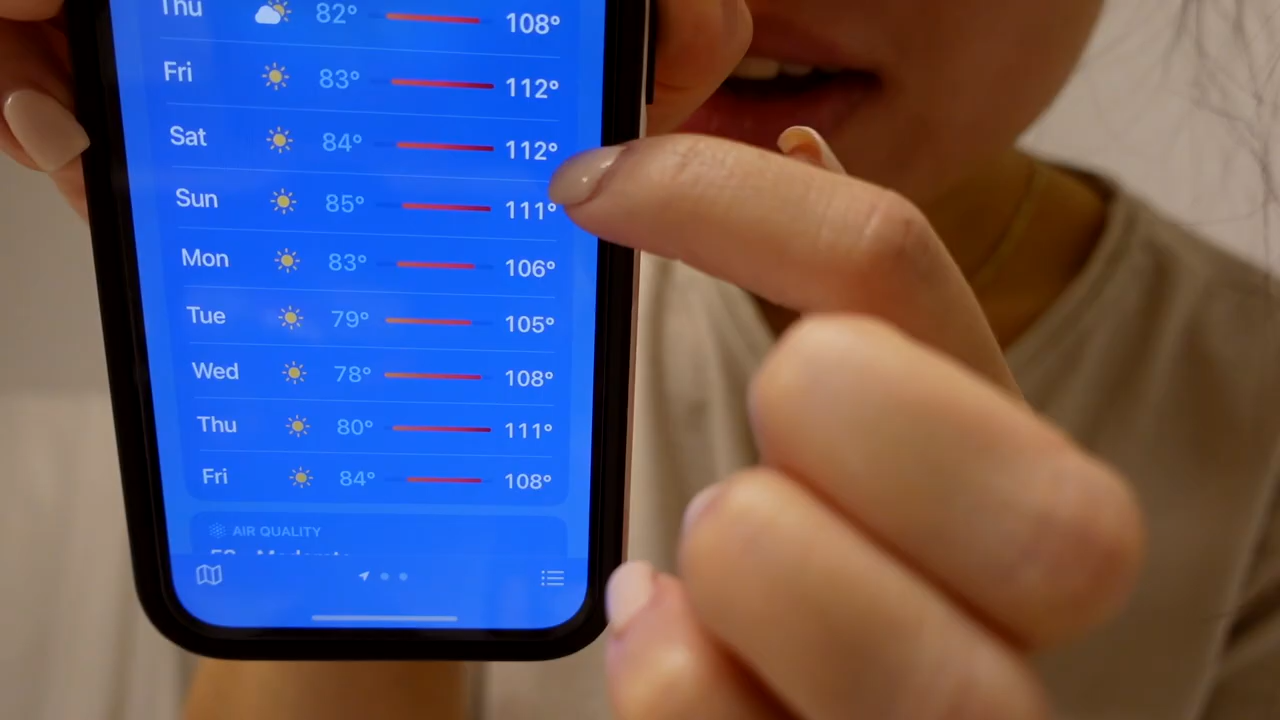 Thu 82° 108°
Fri 83° 112°
Sat 84° 112°
Sun 85° 111°
Mon 83° 106°
Tue 79° 105°
Wed 78° 108°
Thu 80° 111°
Fri 84° 108°
AIR QUALITY
Moderate